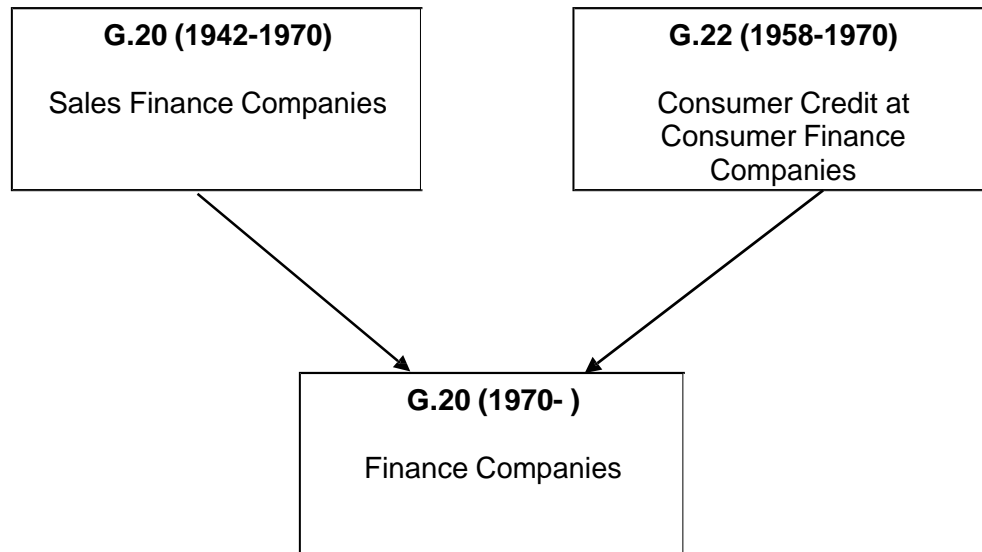 G.20 (1942-1970)
Sales Finance Companies
G.22 (1958-1970)
Consumer Credit at
Consumer Finance
Companies
G.20 (1970- )
Finance Companies